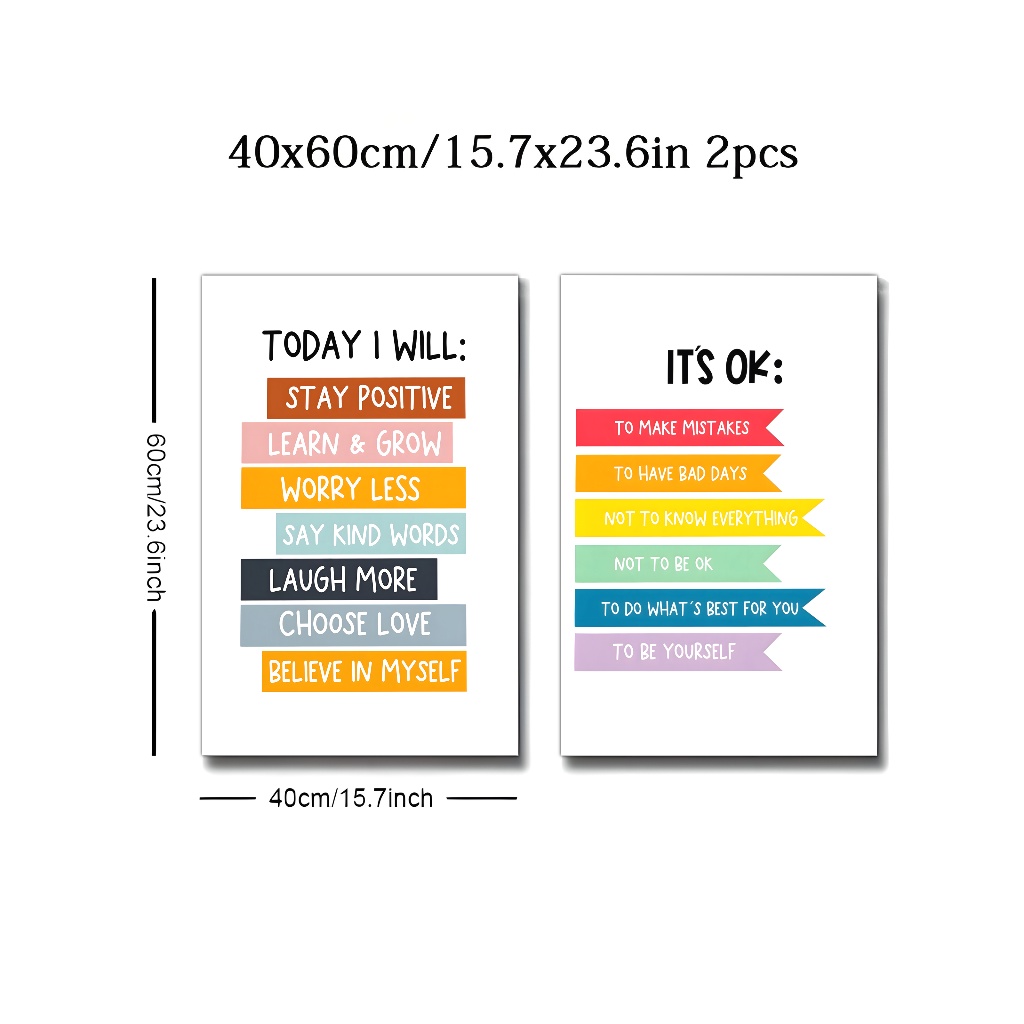 40x60cm/15.7x23.6in 2pcs
60cm/23.6inch
TODAY I WILL:
STAY POSITIVE
LEARN & GROW
WORRY LESS
SAY KIND WORDS
LAUGH MORE
CHOOSE LOVE
BELIEVE IN MYSELF
IT'S OK:
TO MAKE MISTAKES
TO HAVE BAD DAYS
NOT TO KNOW EVERYTHING
NOT TO BE OK
TO DO WHAT'S BEST FOR YOU
TO BE YOURSELF
40cm/15.7inch